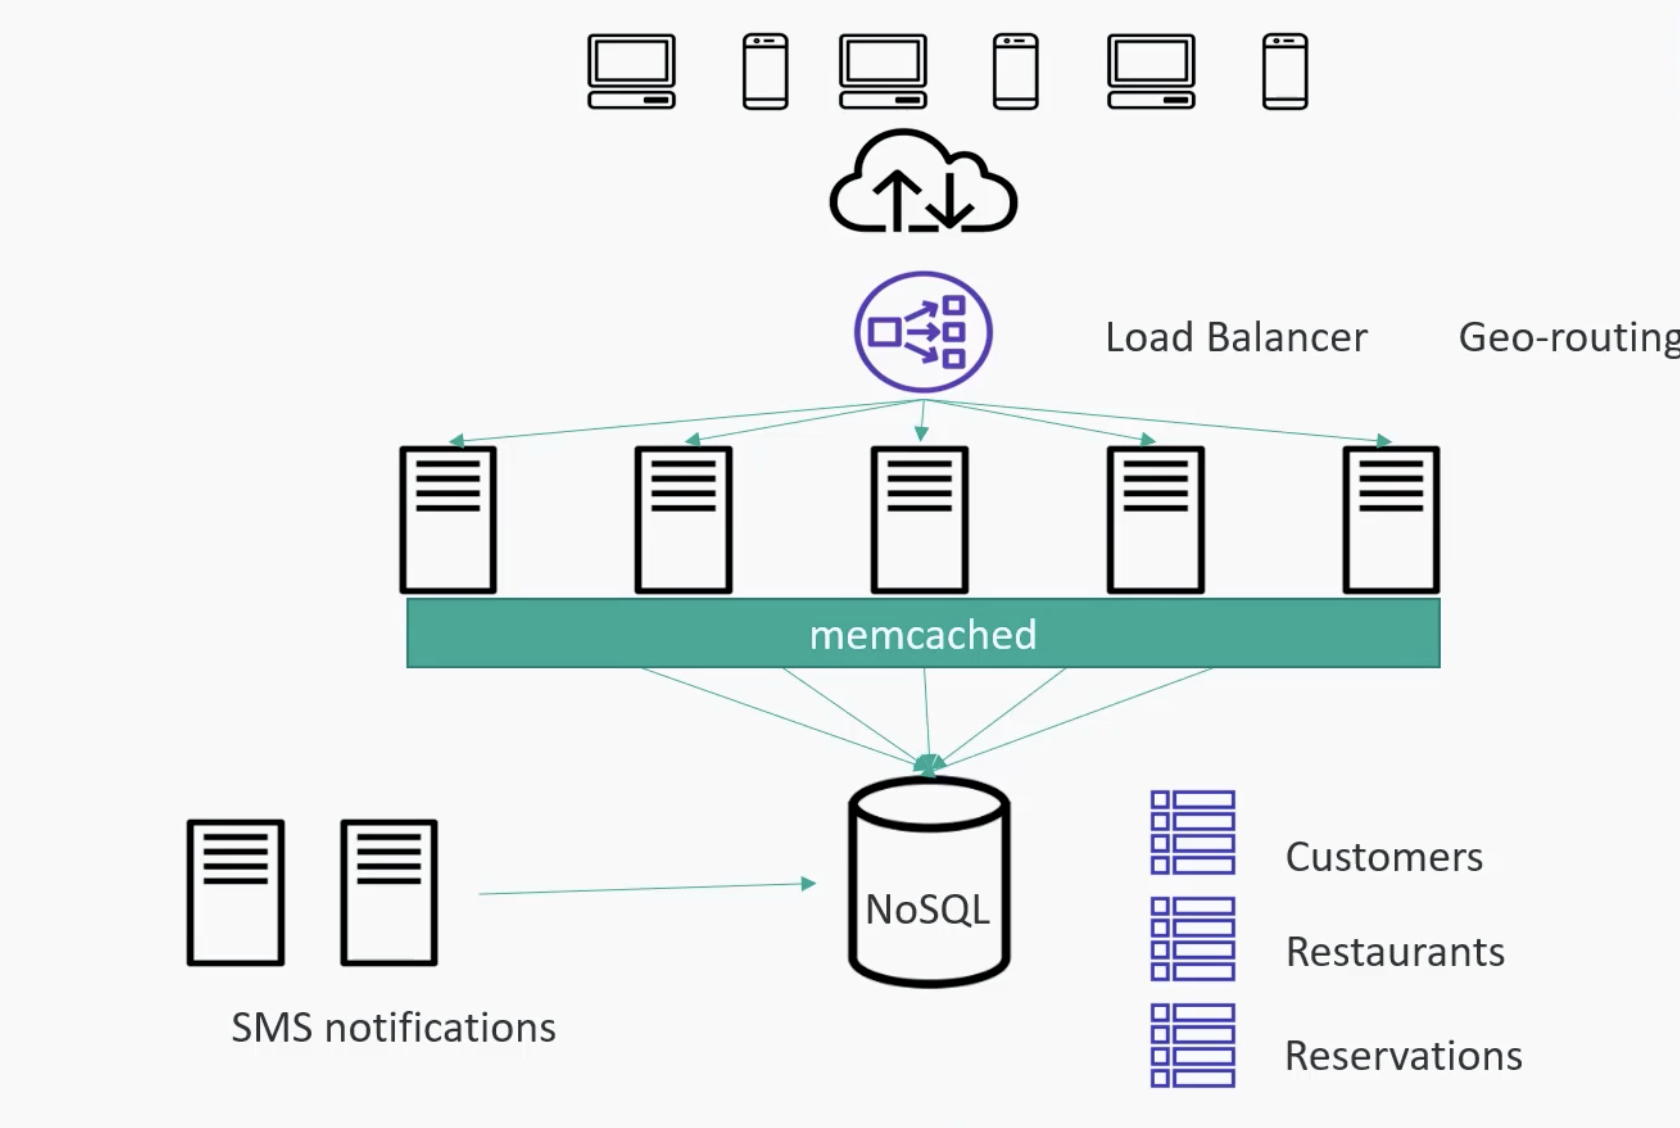 Load Balancer
Geo-routing
memcached
NoSQL
Customers
Restaurants
Reservations
SMS notifications